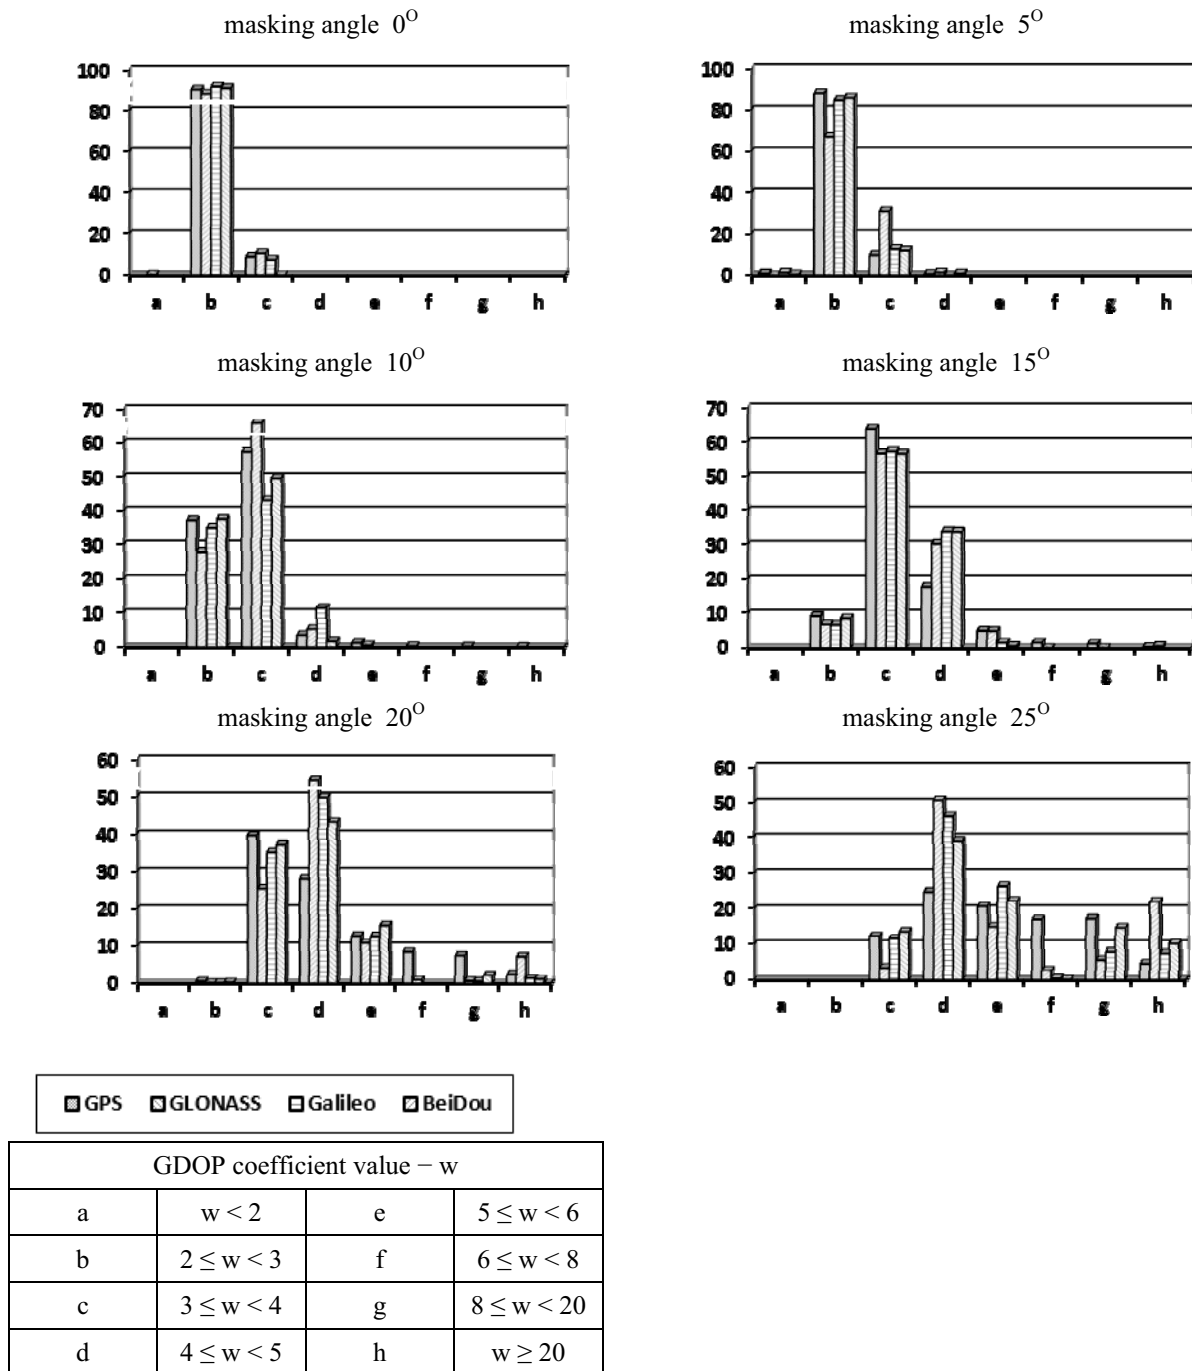 masking angle 0O
masking angle 5O
100
80
60
40
20
0
a b c d e f g h
100
80
60
40
20
0
a b c d e f g h
masking angle 10O
masking angle 15O
70
60
50
40
30
20
10
0
a b c d e f g h
70
60
50
40
30
20
10
0
a b c d e f g h
masking angle 20O
masking angle 25O
60
50
40
30
20
10
0
a b c d e f g h
60
50
40
30
20
10
0
a b c d e f g h
GPS GLONASS Galileo BeiDou
GDOP coefficient value − w
a w < 2 e 5 ≤ w < 6
b 2 ≤ w < 3 f 6 ≤ w < 8
c 3 ≤ w < 4 g 8 ≤ w < 20
d 4 ≤ w < 5 h w ≥ 20